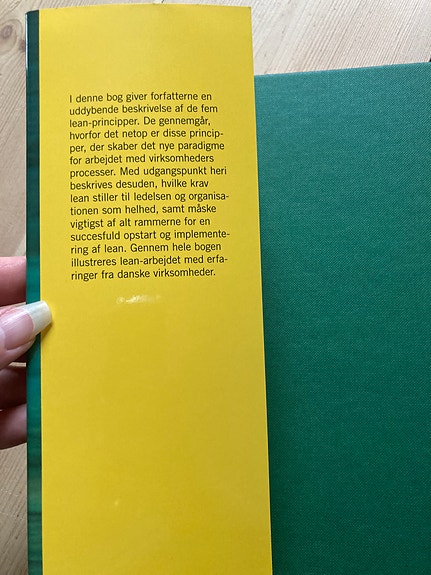 I denne bog giver forfatterne en
uddybende beskrivelse af de fem
lean-principper. De gennemgår,
hvorfor det netop er disse princip-
per, der skaber det nye paradigme
for arbejdet med virksomheders
processer. Med udgangspunkt heri
beskrives desuden, hvilke krav
lean stiller til ledelsen og organisa-
tionen som helhed, samt måske
vigtigst af alt rammerne for en
succesfuld opstart og implemente-
ring af lean. Gennem hele bogen
illustreres lean-arbejdet med erfa-
ringer fra danske virksomheder.